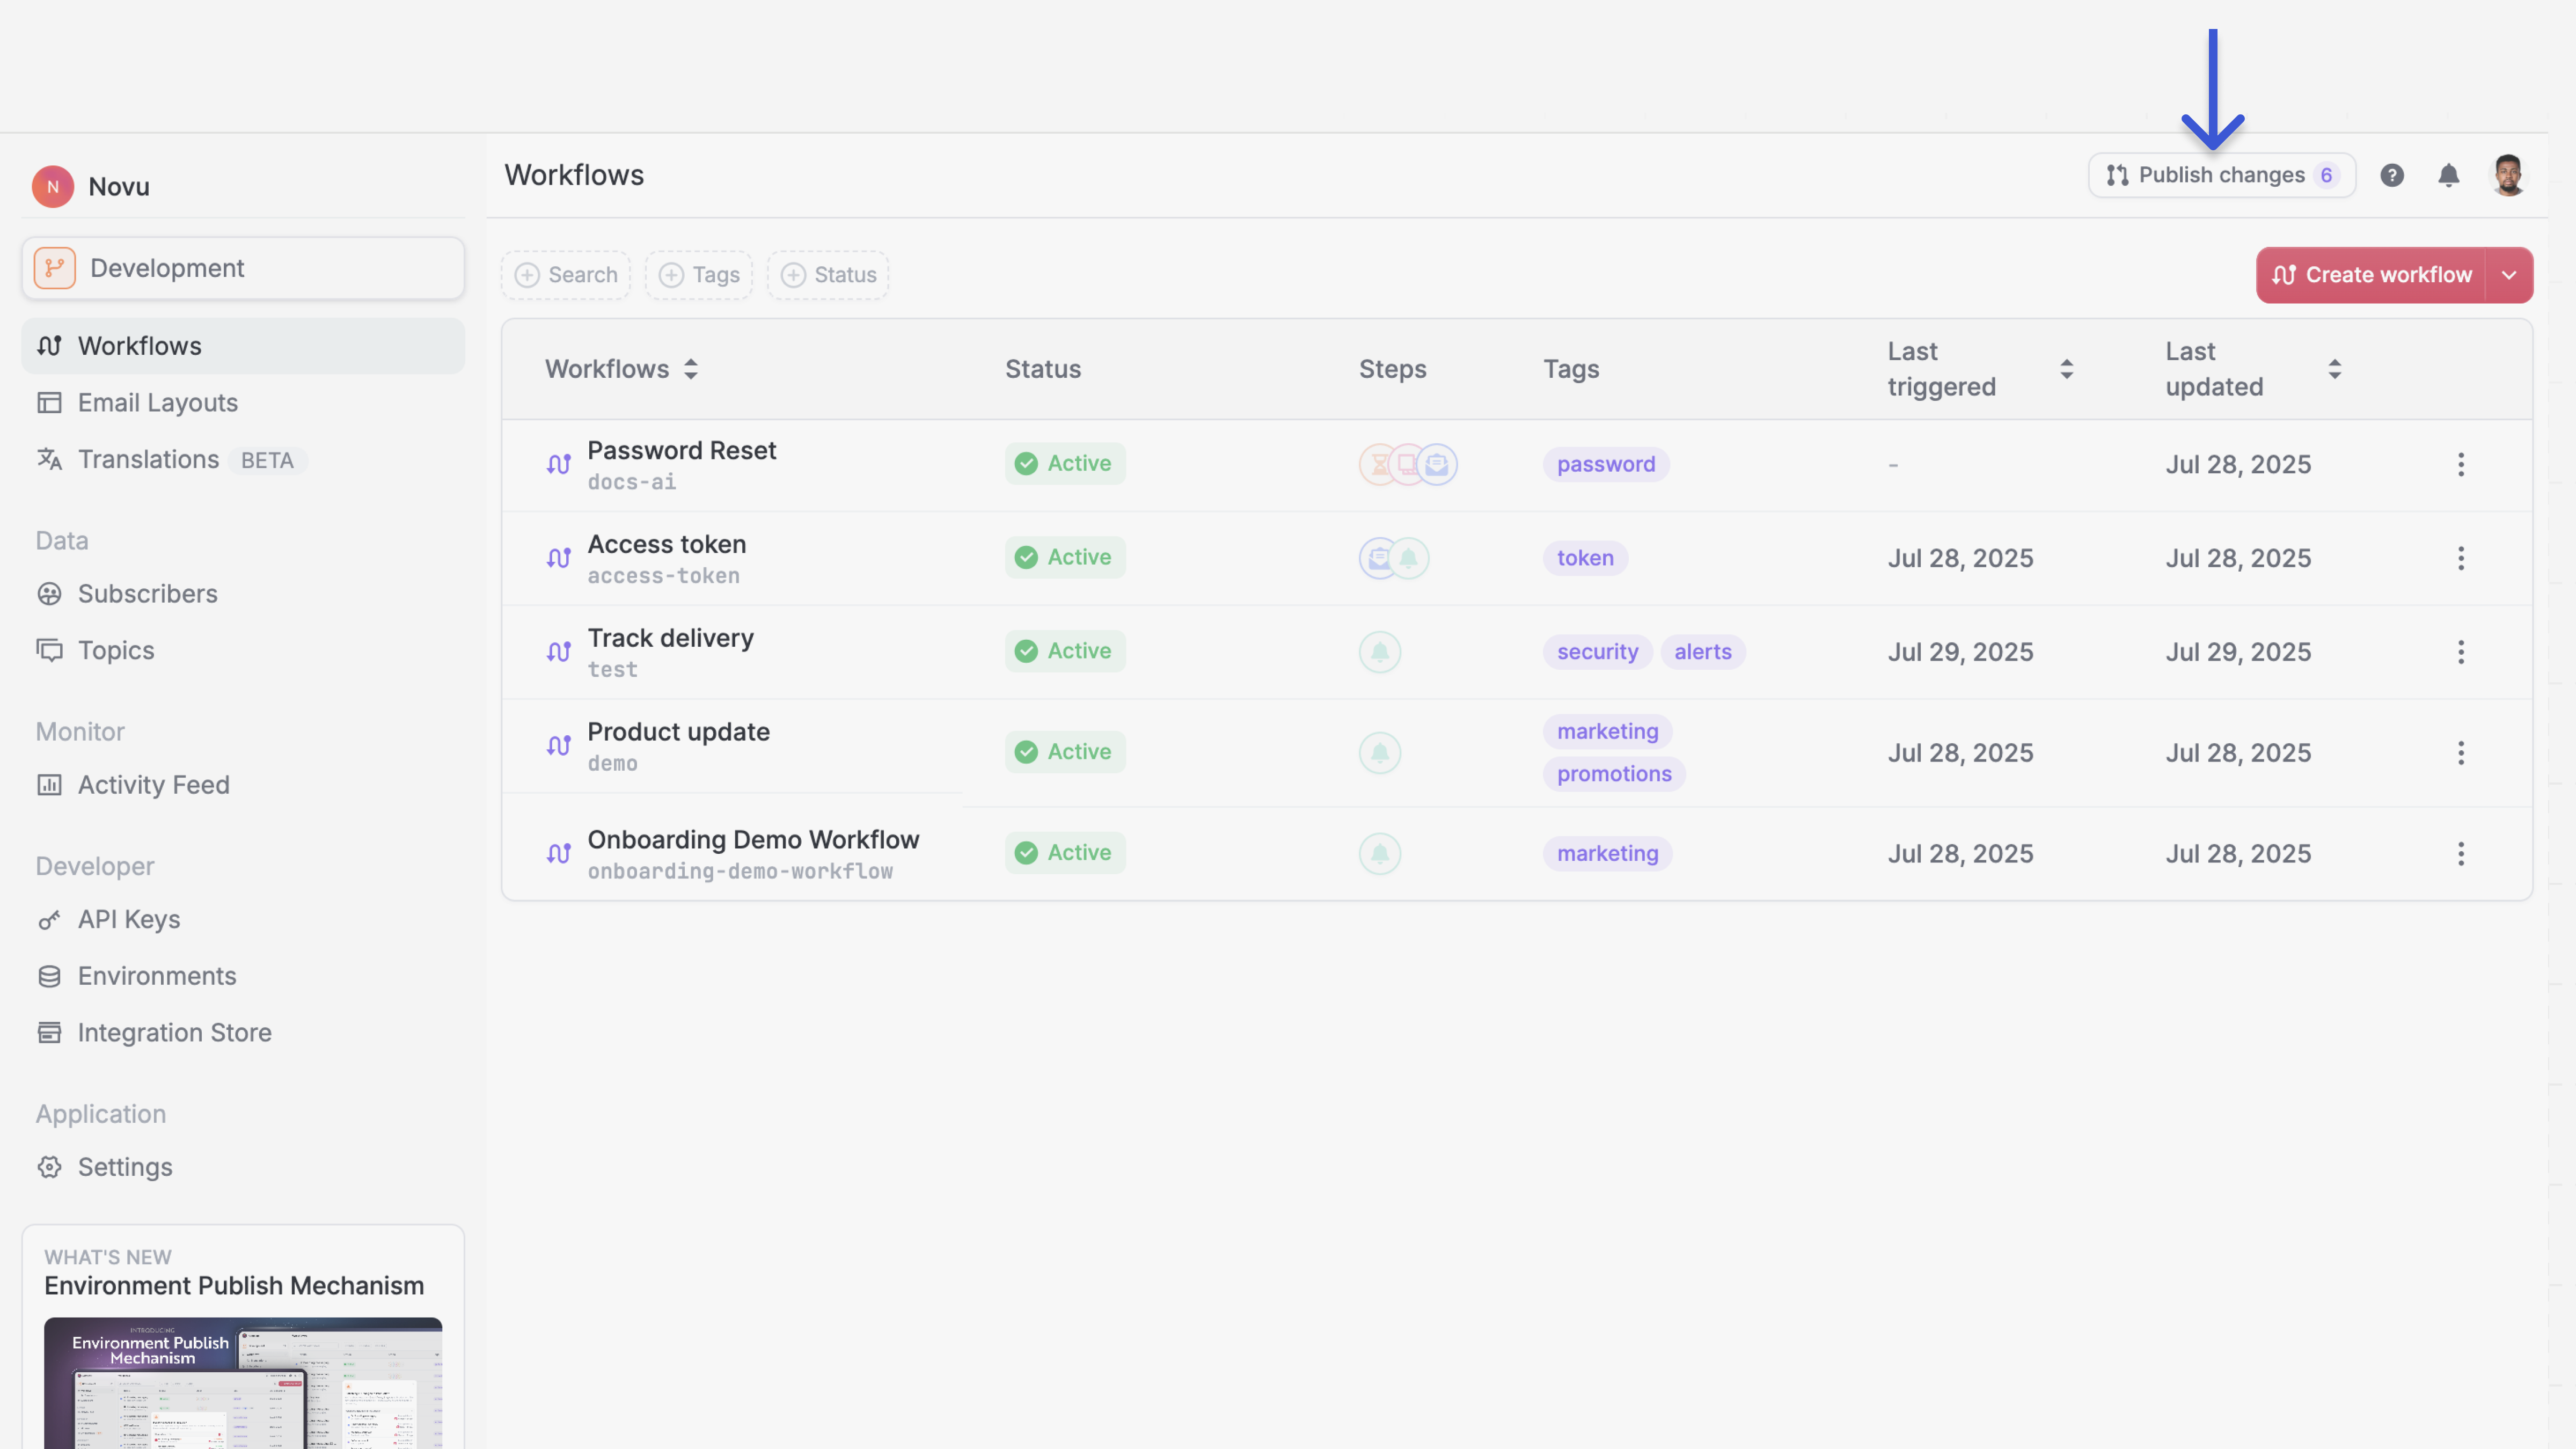 N Novu
Workflows
Publish changes 6
Development
Workflows
Email Layouts
Translations BETA
Data
Subscribers
Topics
Monitor
Activity Feed
Developer
API Keys
Environments
Integration Store
Application
Settings
WHAT'S NEW
Environment Publish Mechanism
INTRODUCING
Environment Publish
Mechanism
Search Tags Status
Create workflow
Workflows Status Steps Tags Last triggered Last updated
Password Reset
docs-ai
Active password - Jul 28, 2025
Access token
access-token
Active token Jul 28, 2025 Jul 28, 2025
Track delivery
test
Active security alerts Jul 29, 2025 Jul 29, 2025
Product update
demo
Active marketing promotions Jul 28, 2025 Jul 28, 2025
Onboarding Demo Workflow
onboarding-demo-workflow
Active marketing Jul 28, 2025 Jul 28, 2025